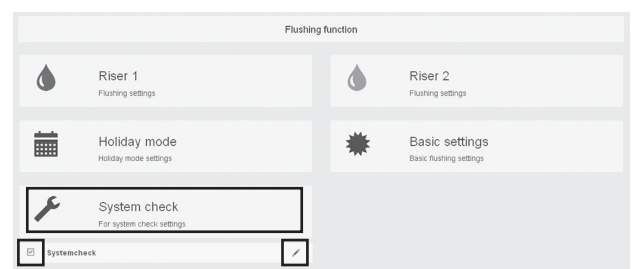 Flushing function
Riser 1
Flushing settings
Riser 2
Flushing settings
Holiday mode
Holiday mode settings
Basic settings
Basic flushing settings
System check
For system check settings
Systemcheck